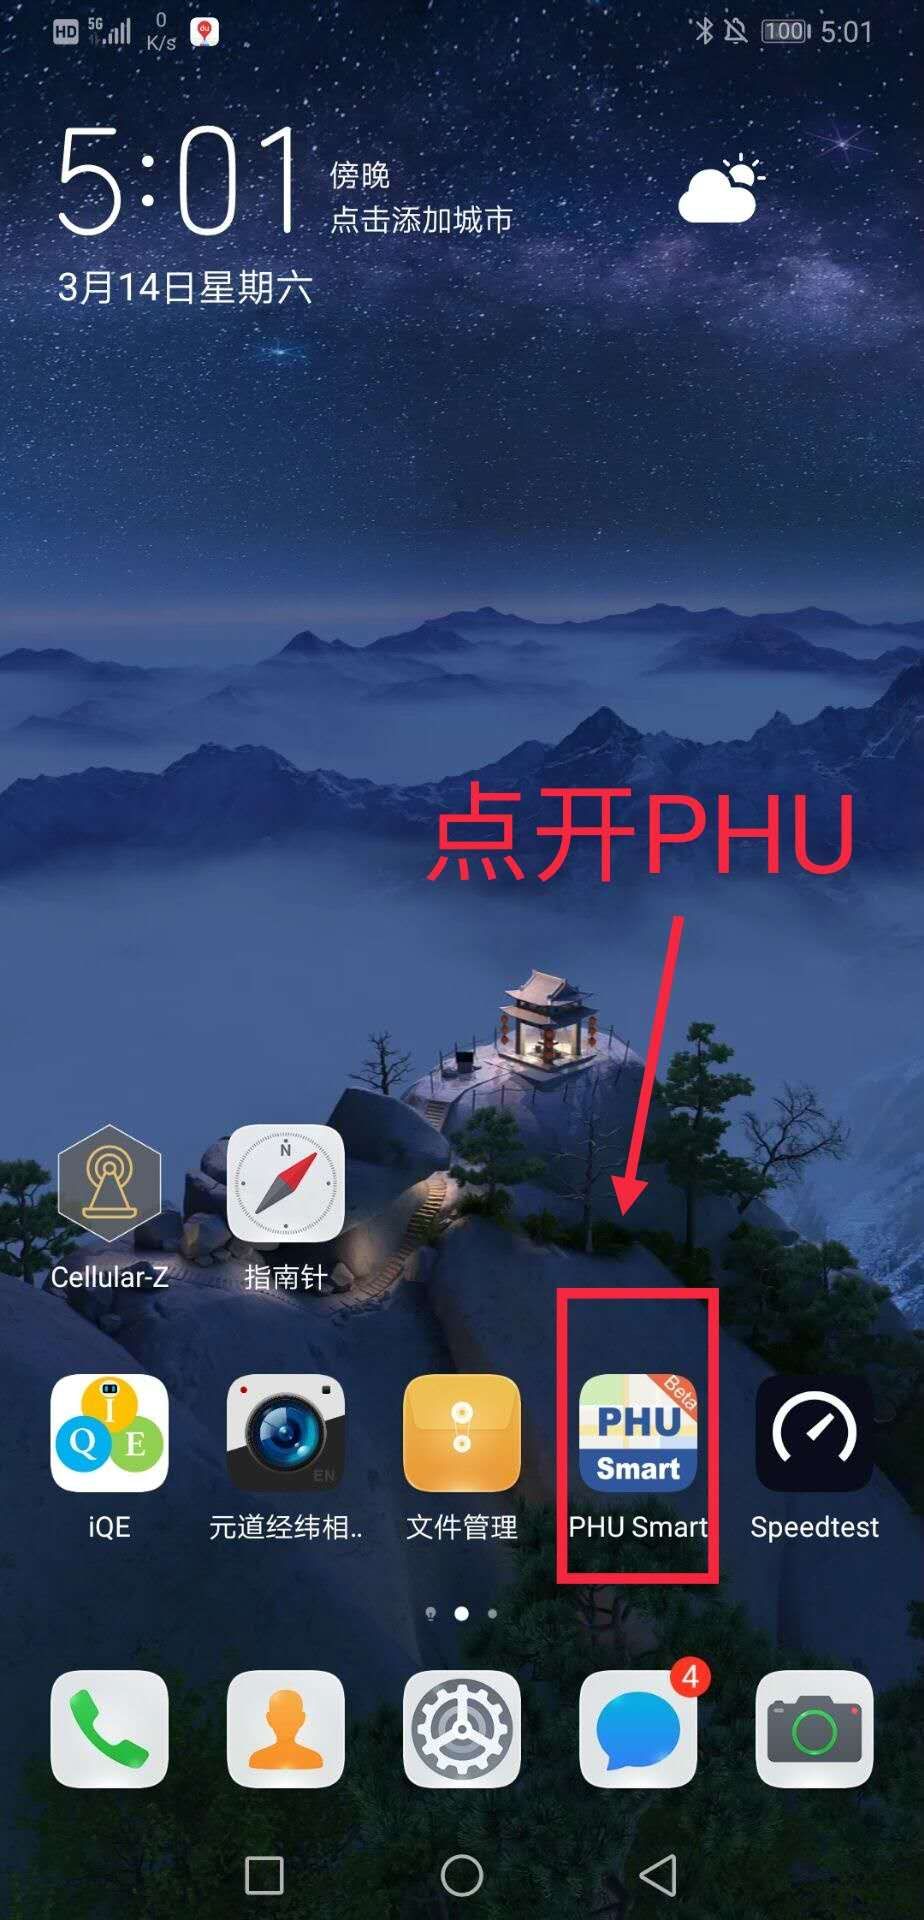 HD 5G 0 K/s du 100 5:01
5:01
傍晚
点击添加城市
3月14日星期六
点开PHU
N
Cellular-Z
指南针
I
Q E
EN
Beta
PHU
Smart
iQE
元道经纬相..
文件管理
PHU Smart
Speedtest
4